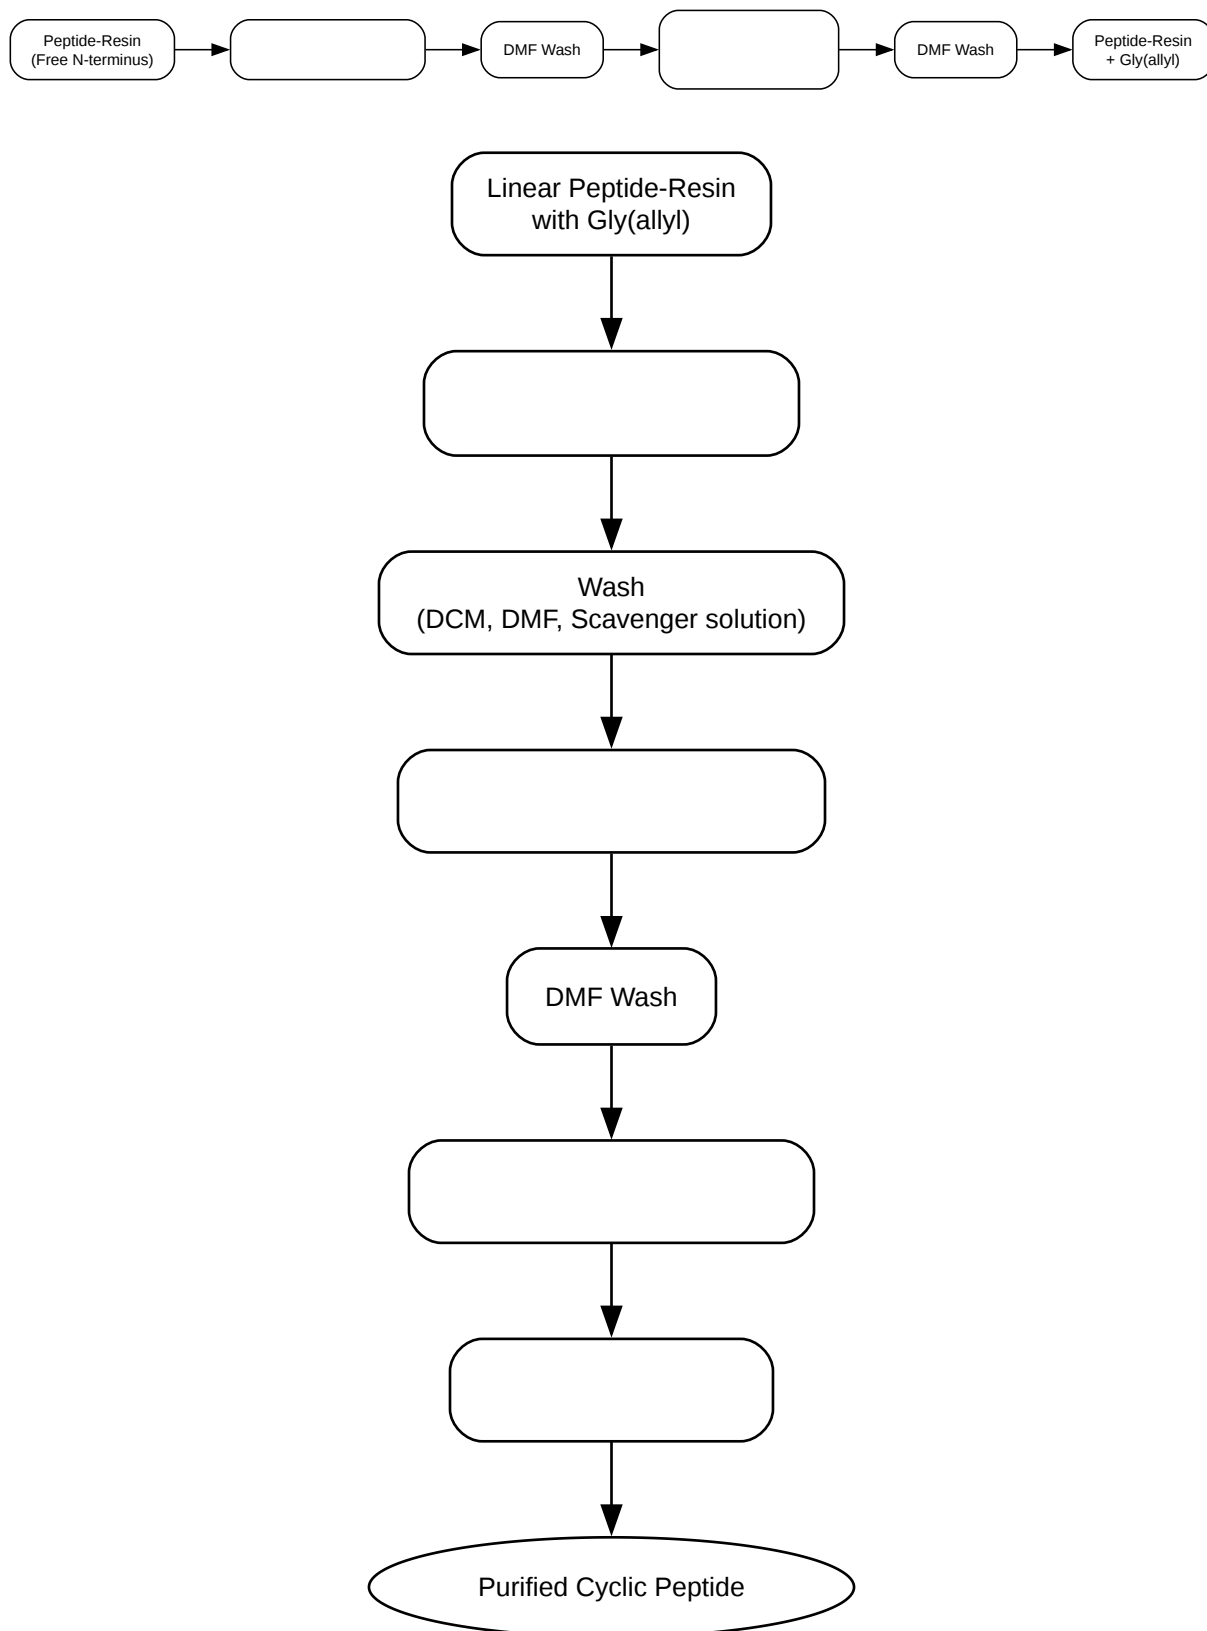 Peptide-Resin
(Free N-terminus)
DMF Wash
DMF Wash
Peptide-Resin
+ Gly(allyl)
Linear Peptide-Resin
with Gly(allyl)
Wash
(DCM, DMF, Scavenger solution)
DMF Wash
Purified Cyclic Peptide